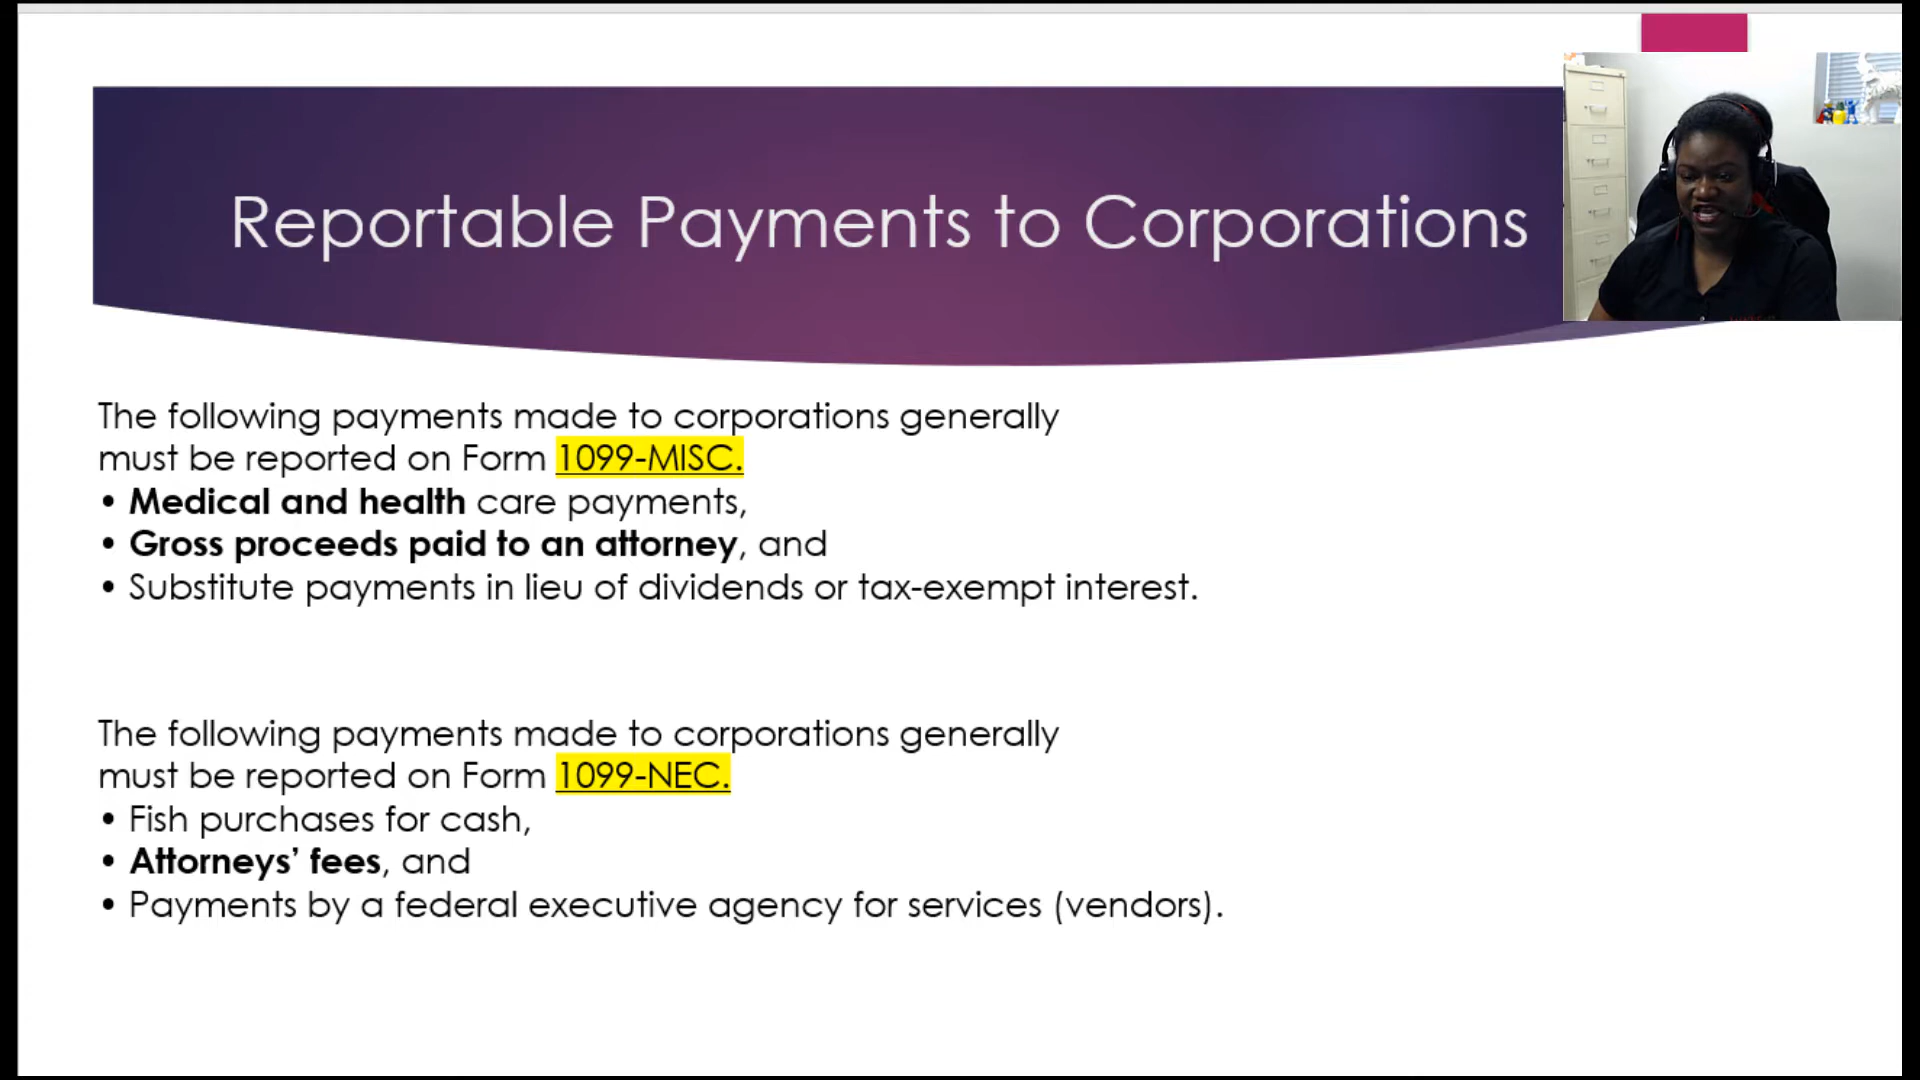 Reportable Payments to Corporations
The following payments made to corporations generally
must be reported on Form 1099-MISC.
• Medical and health care payments,
• Gross proceeds paid to an attorney, and
• Substitute payments in lieu of dividends or tax-exempt interest.
The following payments made to corporations generally
must be reported on Form 1099-NEC.
• Fish purchases for cash,
• Attorneys’ fees, and
• Payments by a federal executive agency for services (vendors).